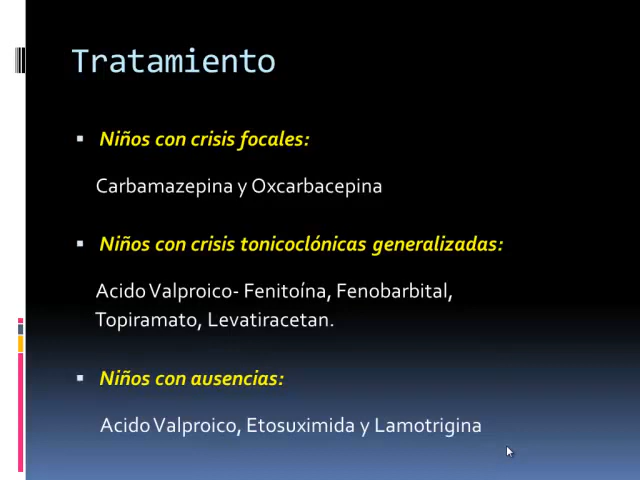 Tratamiento
Niños con crisis focales:
Carbamazepina y Oxcarbacepina
Niños con crisis tonicoclónicas generalizadas:
Acido Valproico- Fenitoína, Fenobarbital,
Topiramato, Levatiracetan.
Niños con ausencias:
Acido Valproico, Etosuximida y Lamotrigina